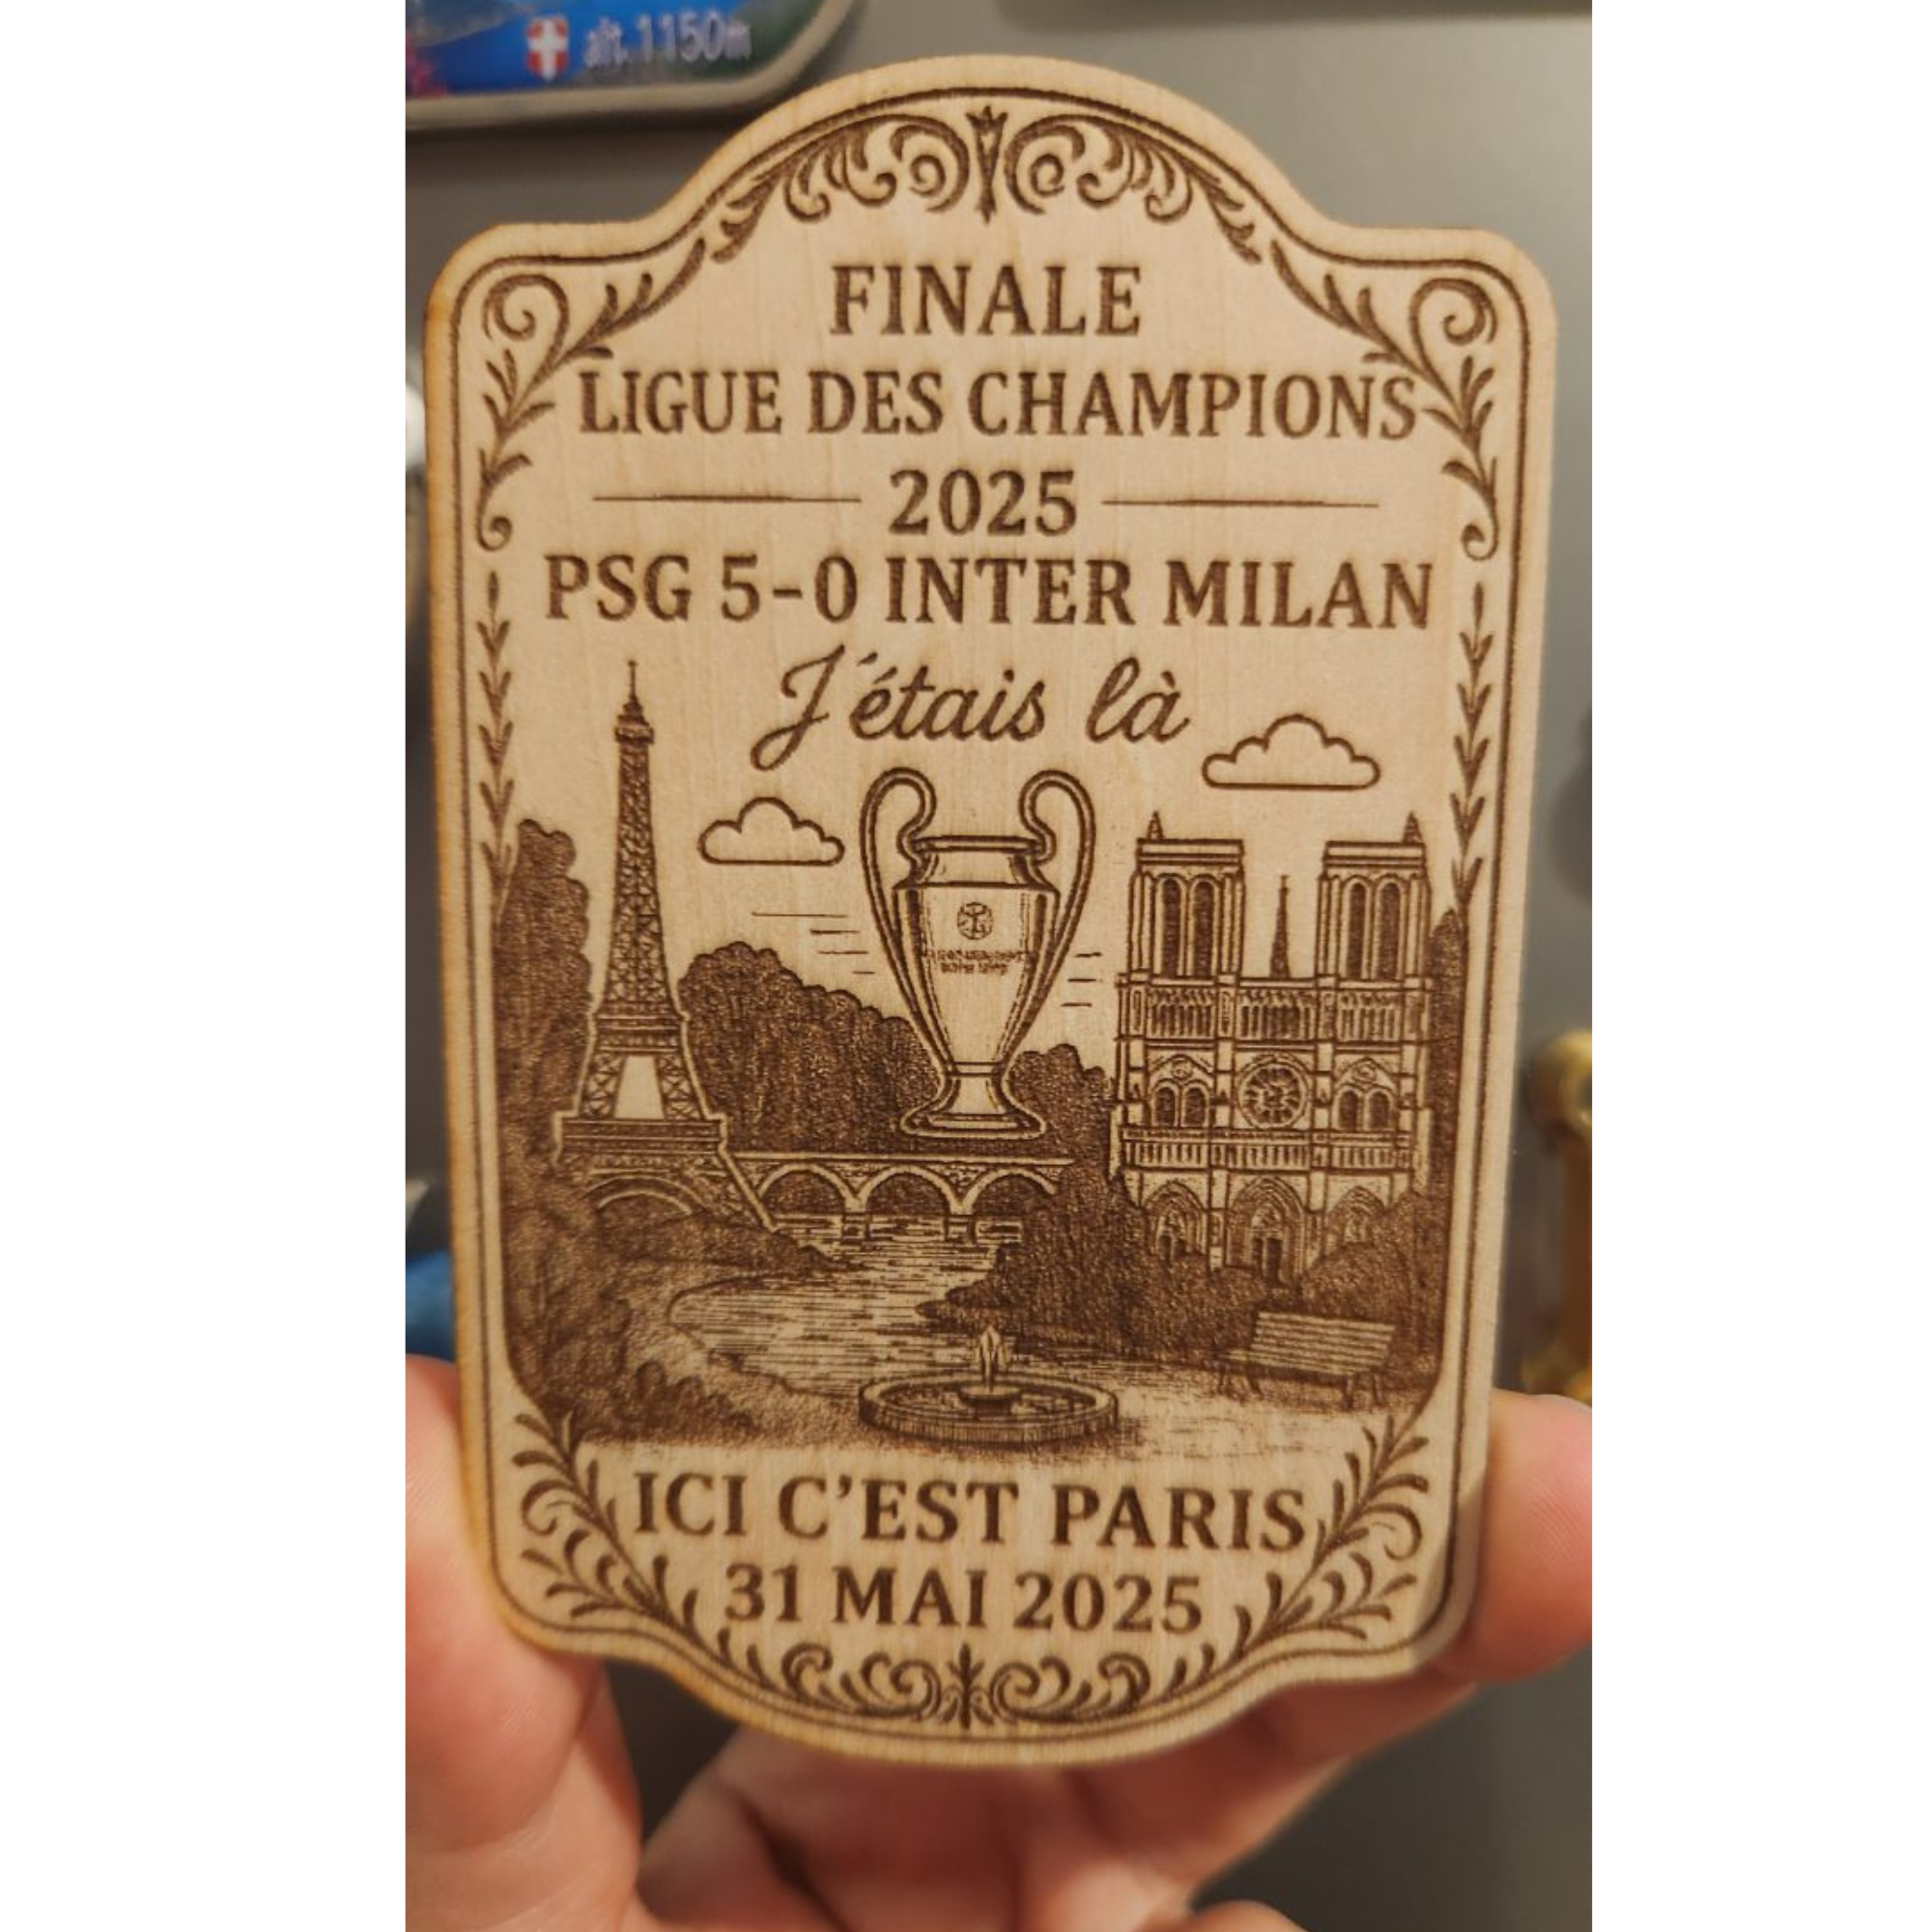 alt.1150m
FINALE
LIGUE DES CHAMPIONS
2025
PSG 5-0 INTER MILAN
J'étais là
ICI C'EST PARIS
31 MAI 2025